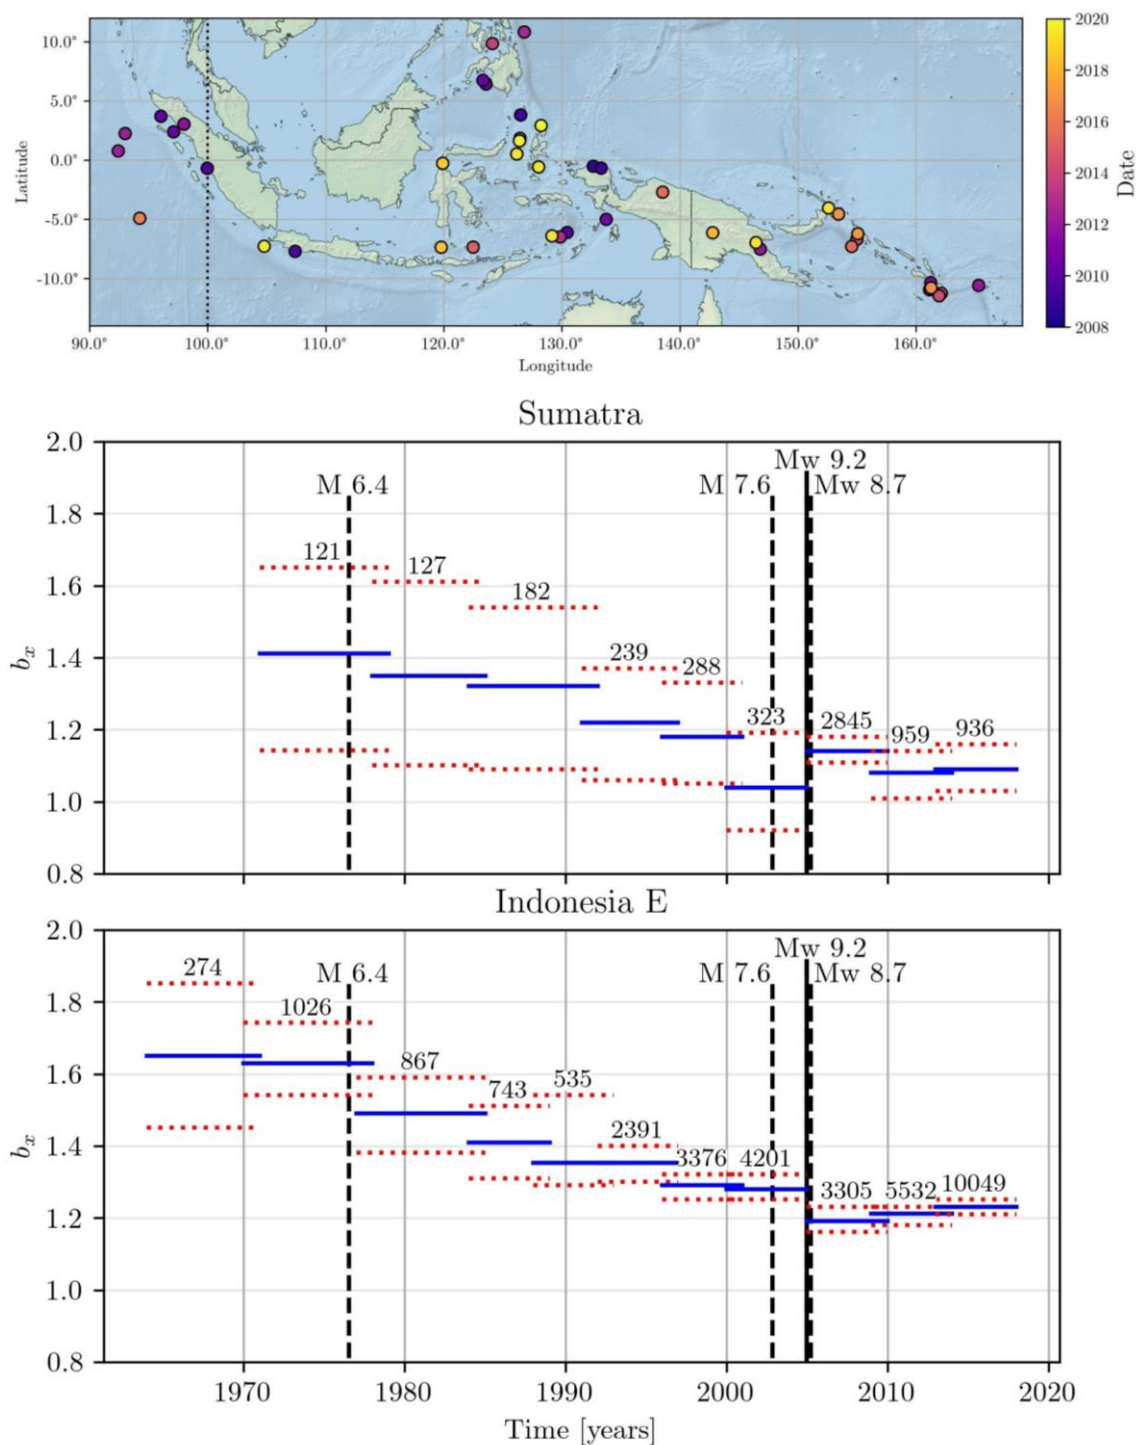 10.0°
5.0°
0.0°
-5.0°
-10.0°
Latitude
90.0° 100.0° 110.0° 120.0° 130.0° 140.0° 150.0° 160.0°
Longitude
2020
2018
2016
2014
2012
2010
2008
Date
Sumatra
2.0
1.8
1.6
1.4
1.2
1.0
0.8
bₓ
Mw 9.2
M 6.4 M 7.6 Mw 8.7
121 127 182 239 288 323 2845 959 936
Indonesia E
2.0
1.8
1.6
1.4
1.2
1.0
0.8
bₓ
Mw 9.2
M 6.4 M 7.6 Mw 8.7
274 1026 867 743 535 2391 3376 4201 3305 5532 10049
1970 1980 1990 2000 2010 2020
Time [years]